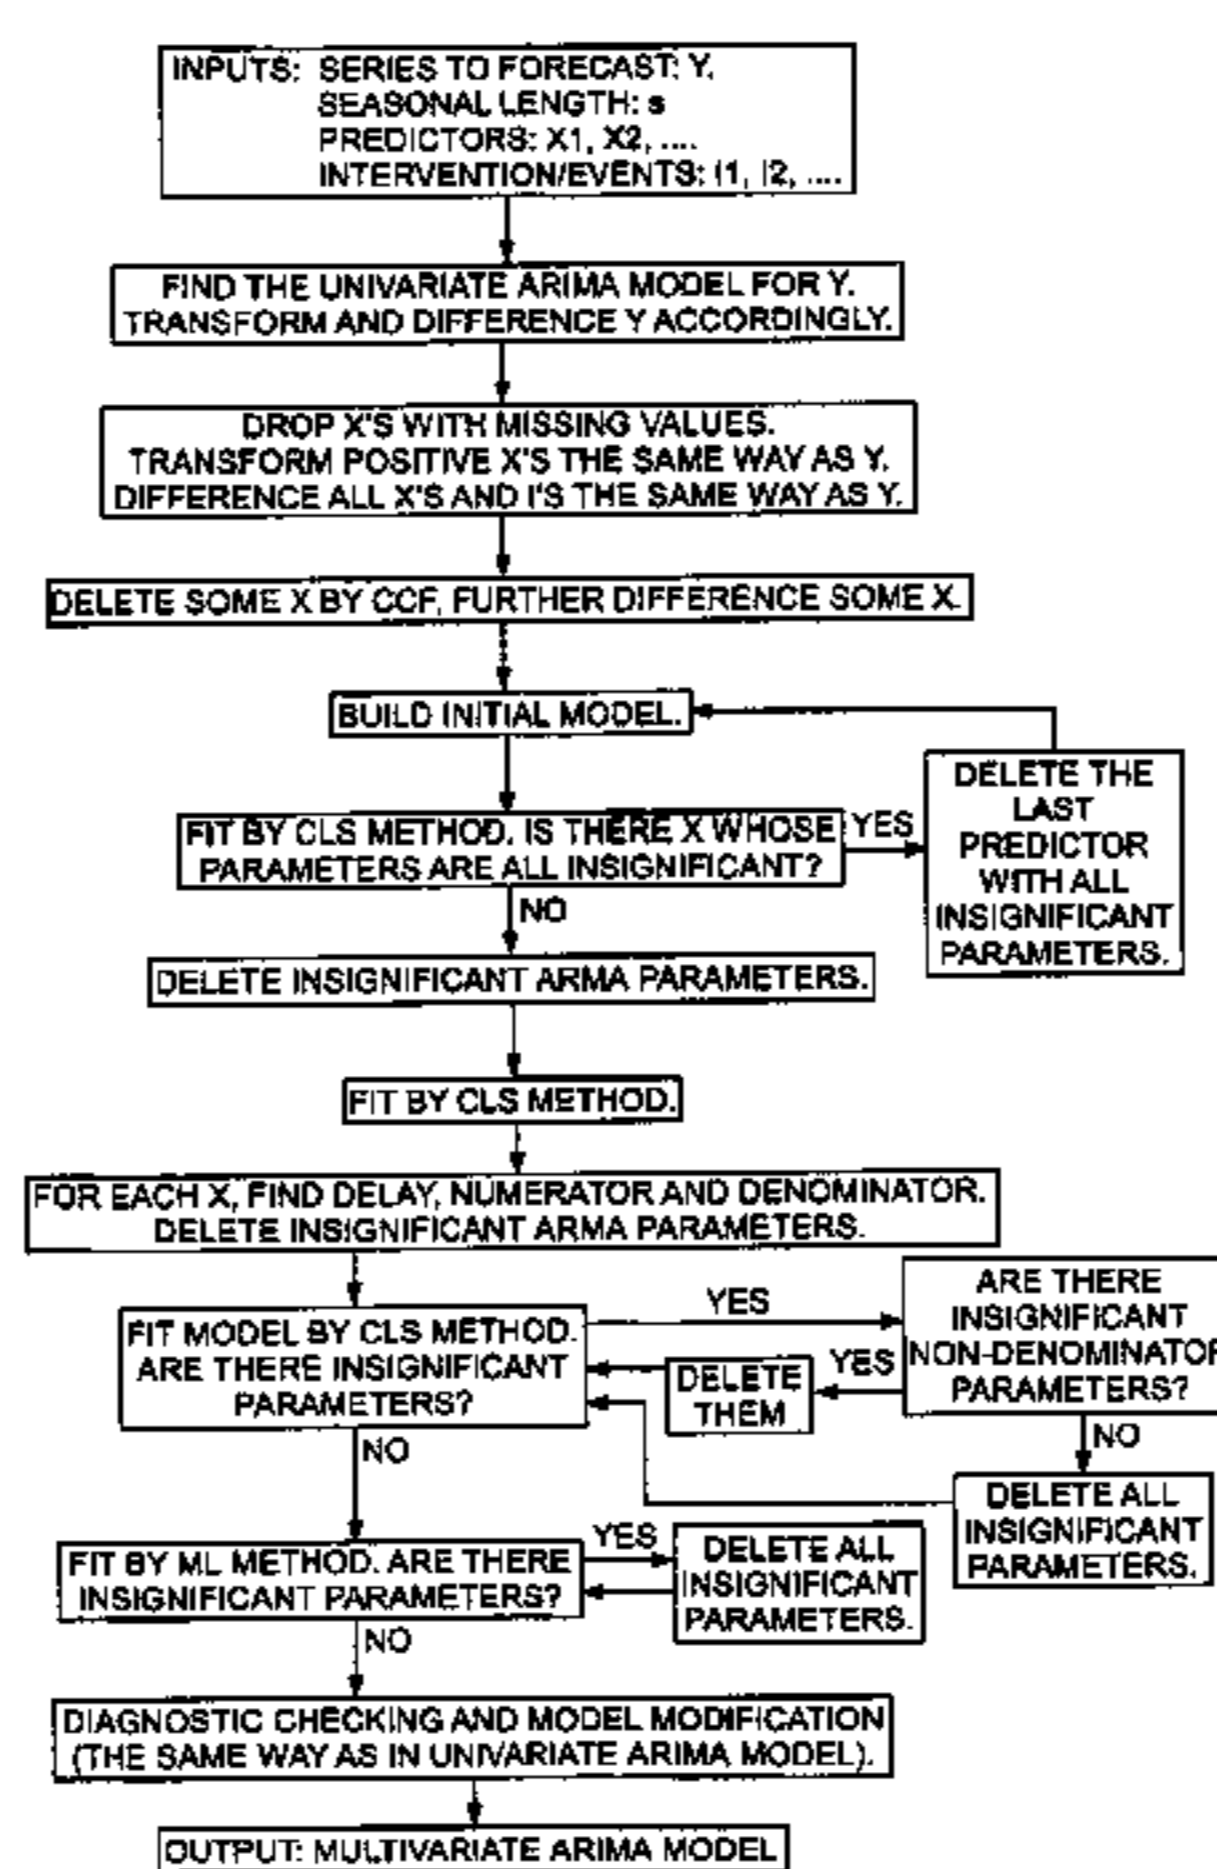 INPUTS: SERIES TO FORECAST: Y.
SEASONAL LENGTH: s
PREDICTORS: X1, X2, ....
INTERVENTION/EVENTS: I1, I2, ....
FIND THE UNIVARIATE ARIMA MODEL FOR Y.
TRANSFORM AND DIFFERENCE Y ACCORDINGLY.
DROP X'S WITH MISSING VALUES.
TRANSFORM POSITIVE X'S THE SAME WAY AS Y.
DIFFERENCE ALL X'S AND I'S THE SAME WAY AS Y.
DELETE SOME X BY CCF, FURTHER DIFFERENCE SOME X.
BUILD INITIAL MODEL.
FIT BY CLS METHOD. IS THERE X WHOSE
PARAMETERS ARE ALL INSIGNIFICANT?
YES
DELETE THE
LAST
PREDICTOR
WITH ALL
INSIGNIFICANT
PARAMETERS.
NO
DELETE INSIGNIFICANT ARMA PARAMETERS.
FIT BY CLS METHOD.
FOR EACH X, FIND DELAY, NUMERATOR AND DENOMINATOR.
DELETE INSIGNIFICANT ARMA PARAMETERS.
FIT MODEL BY CLS METHOD.
ARE THERE INSIGNIFICANT
PARAMETERS?
YES
ARE THERE
INSIGNIFICANT
NON-DENOMINATOR
PARAMETERS?
YES
DELETE
THEM
NO
DELETE ALL
INSIGNIFICANT
PARAMETERS.
NO
FIT BY ML METHOD. ARE THERE
INSIGNIFICANT PARAMETERS?
YES
DELETE ALL
INSIGNIFICANT
PARAMETERS.
NO
DIAGNOSTIC CHECKING AND MODEL MODIFICATION
(THE SAME WAY AS IN UNIVARIATE ARIMA MODEL).
OUTPUT: MULTIVARIATE ARIMA MODEL